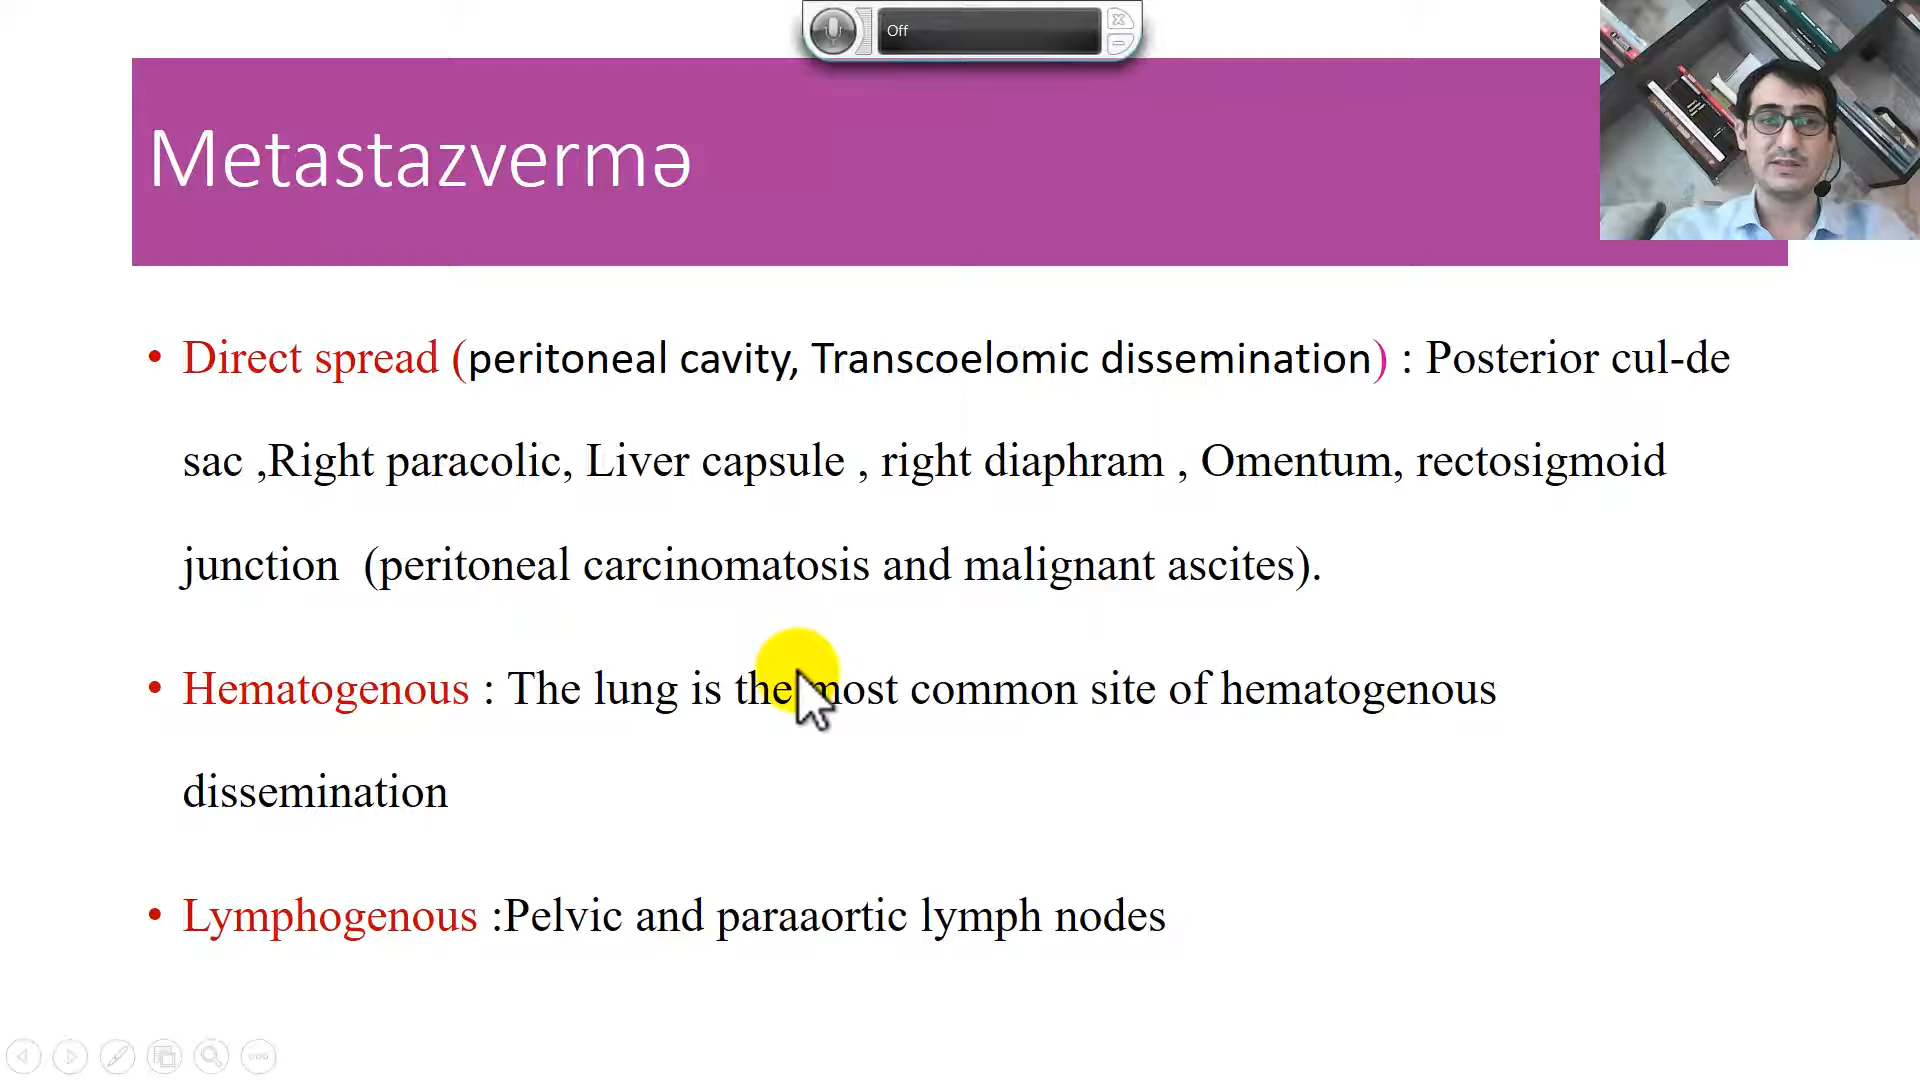 Off
Metastazvermə
• Direct spread (peritoneal cavity, Transcoelomic dissemination) : Posterior cul-de
sac ,Right paracolic, Liver capsule , right diaphram , Omentum, rectosigmoid
junction (peritoneal carcinomatosis and malignant ascites).
• Hematogenous : The lung is the most common site of hematogenous
dissemination
• Lymphogenous :Pelvic and paraaortic lymph nodes